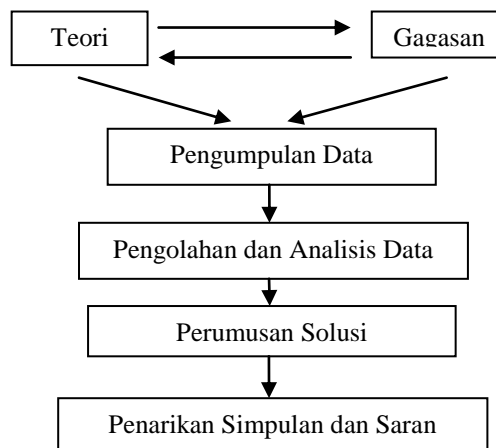 Teori
Gagasan
Pengumpulan Data
Pengolahan dan Analisis Data
Perumusan Solusi
Penarikan Simpulan dan Saran